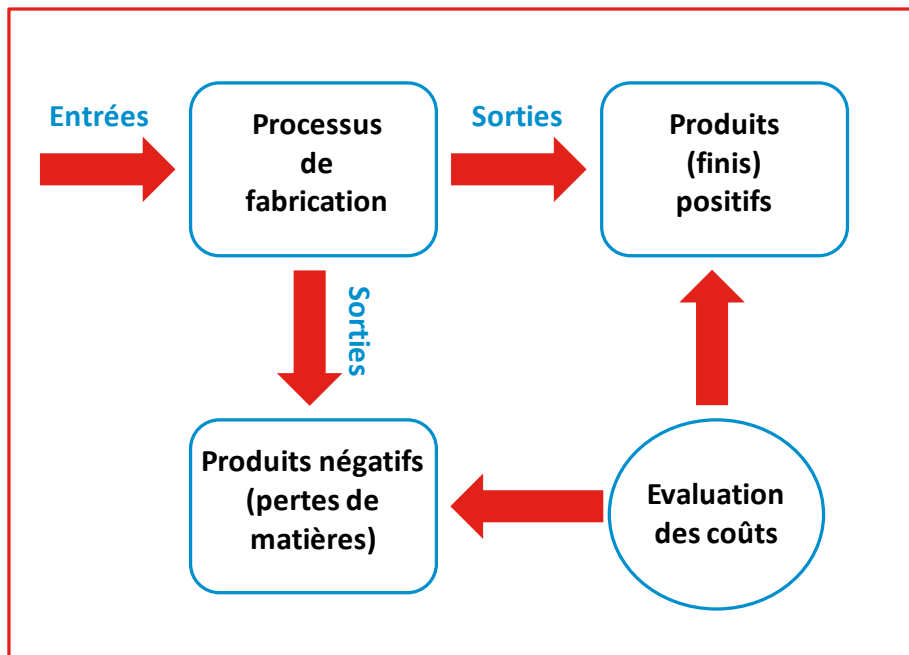 Entrées
Processus
de
fabrication
Sorties
Produits
(finis)
positifs
Sorties
Produits négatifs
(pertes de
matières)
Evaluation
des coûts